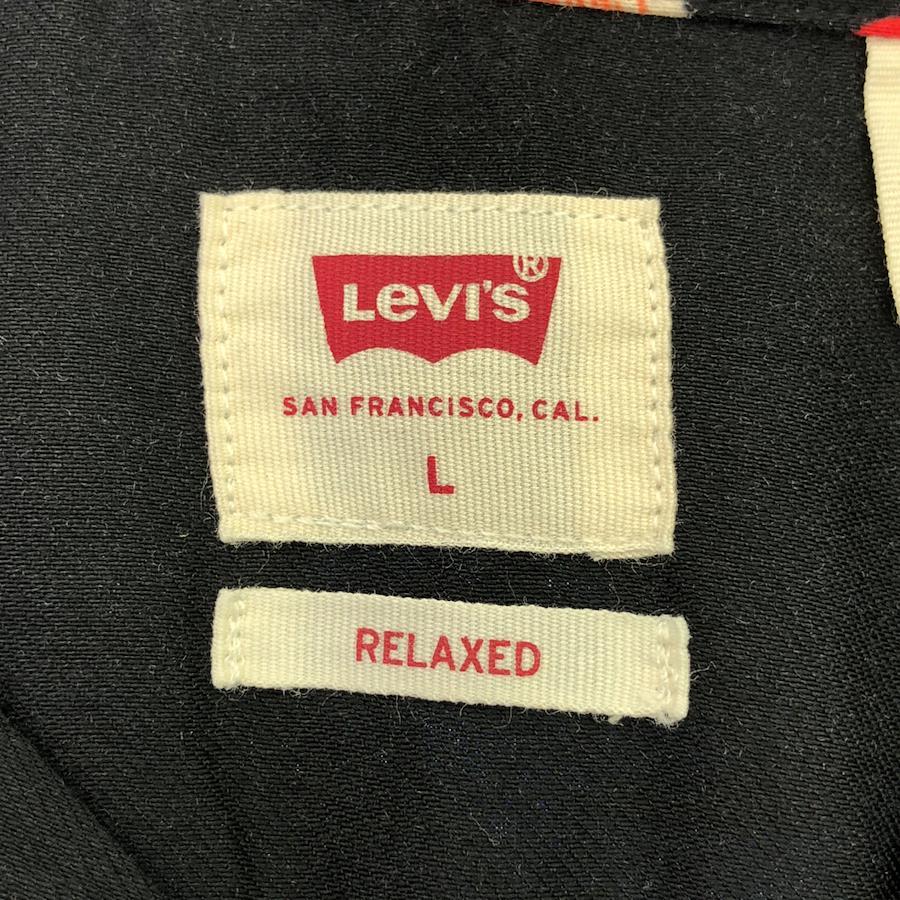 Levi's®
SAN FRANCISCO, CAL.
L
RELAXED